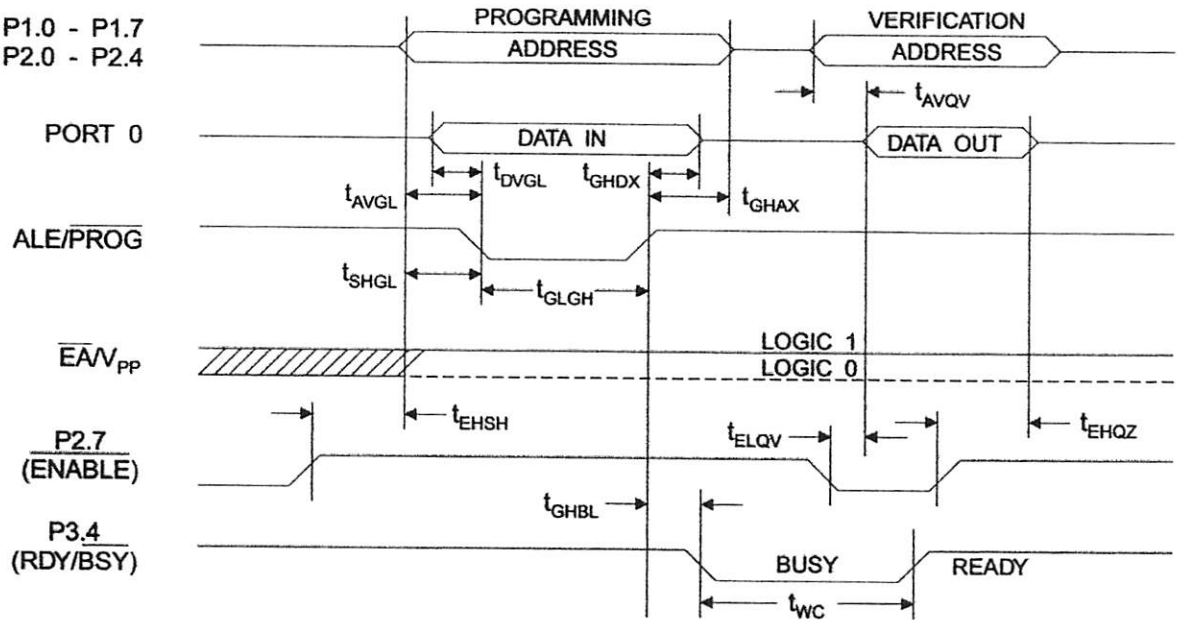 PROGRAMMING
VERIFICATION
P1.0 - P1.7
P2.0 - P2.4
ADDRESS
ADDRESS
tAVQV
PORT 0
DATA IN
DATA OUT
tDVGL
tGHDX
tAVGL
tGHAX
ALE/PROG
tSHGL
tGLGH
EA/VPP
LOGIC 1
LOGIC 0
tEHSH
tELQV
tEHQZ
P2.7
(ENABLE)
tGHBL
P3.4
(RDY/BSY)
BUSY
READY
tWC